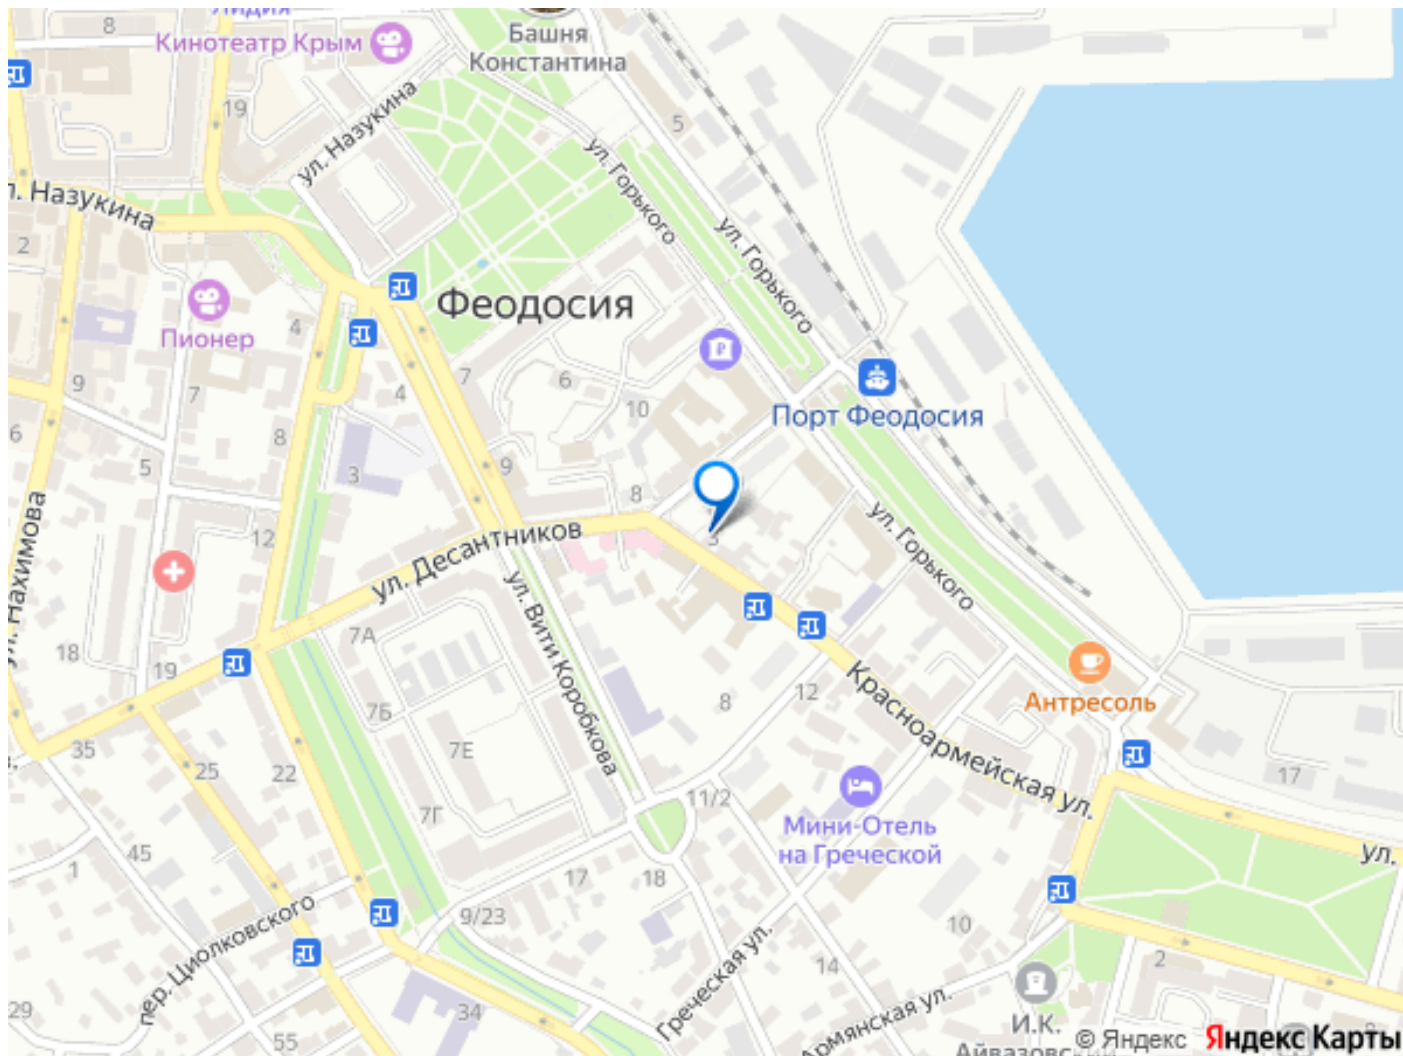 Лидия
8
Кинотеатр Крым
Башня
Константина
19
5
ул. Назукина
ул. Горького
л. Назукина
ул. Горького
2
Феодосия
4
Пионер
9
7
4
7
6
10
Порт Феодосия
6
8
5
3
9
8
ул. Горького
ул. Нахимова
12
ул. Десантников
3
ул. Вити Коробкова
7А
18
19
7Б
8
12
Красноармейская ул.
Антресоль
35
25
22
7Е
7Г
11/2
17
Мини-Отель
на Греческой
ул.
45
1
17
18
9/23
10
пер. Циолковского
Греческая ул.
14
2
29
34
55
Армянская ул.
И.К.
© Яндекс
Яндекс Карты